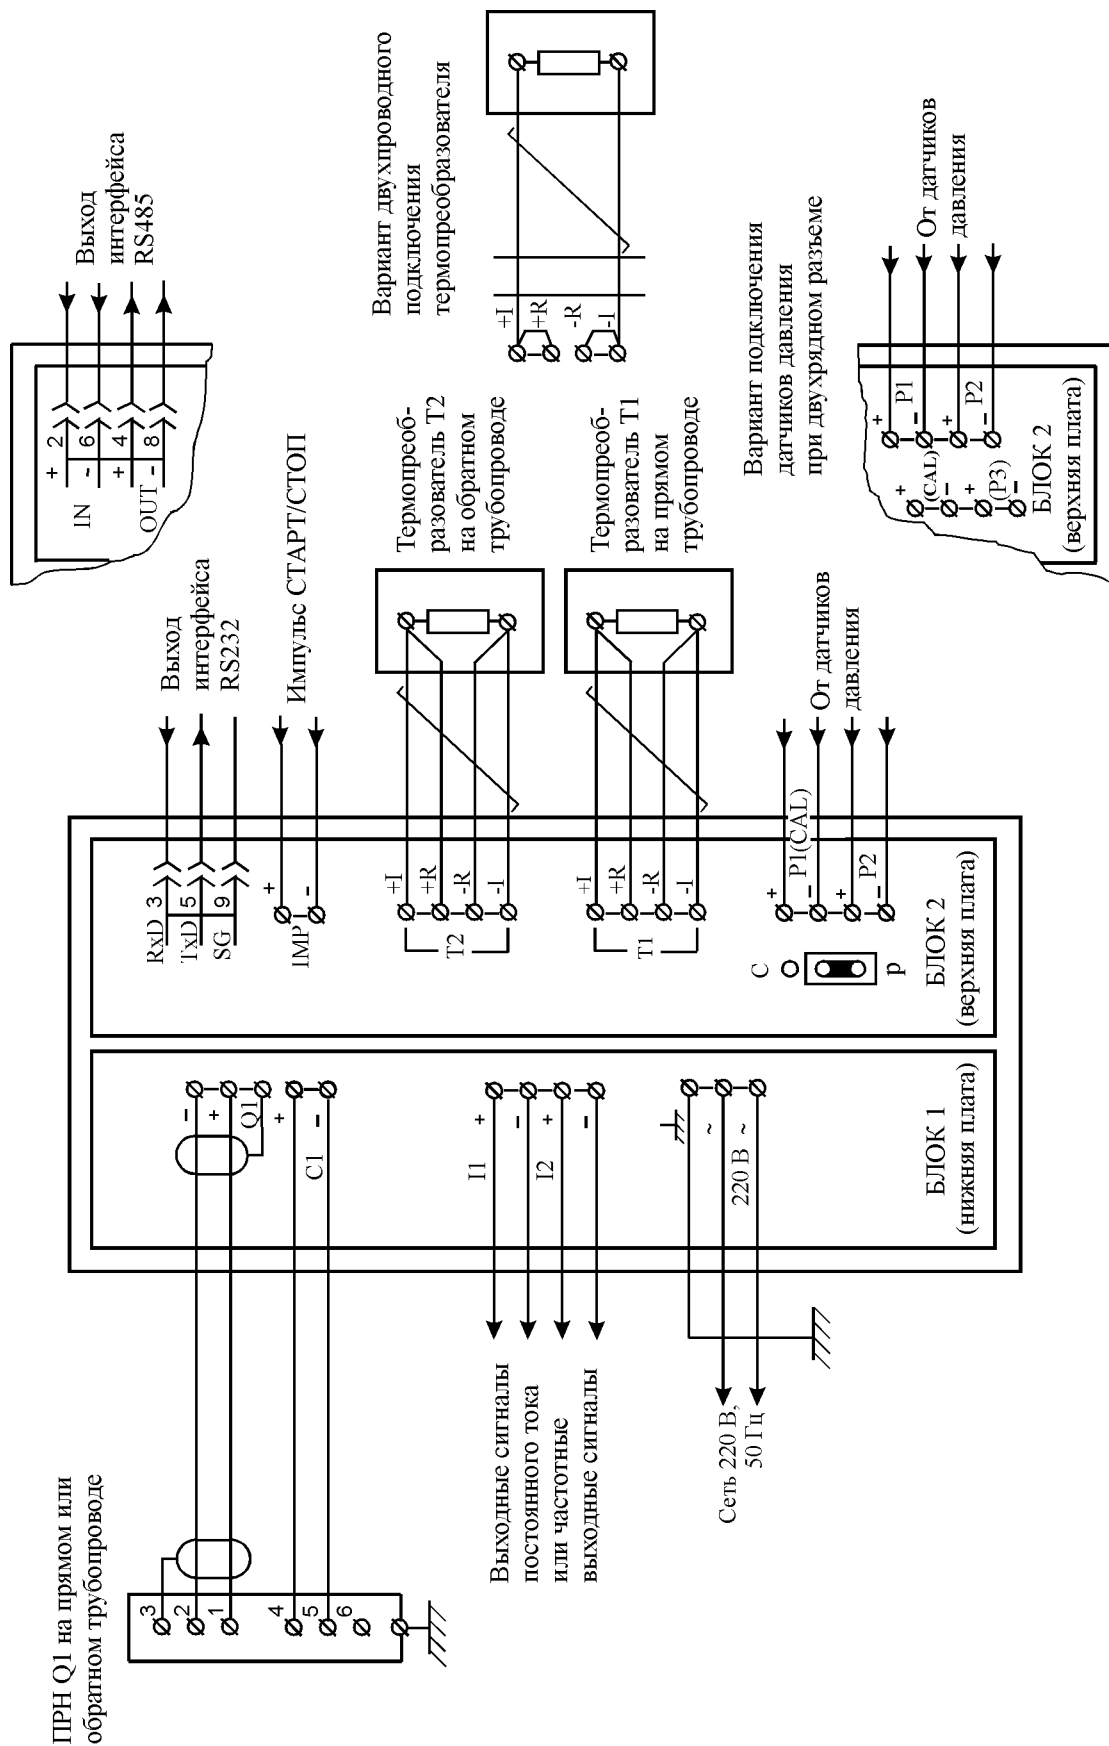 ПРН Q1 на прямом или
обратном трубопроводе
3
2
1
4
5
6
Выходные сигналы
постоянного тока
или частотные
выходные сигналы
Сеть 220 В,
50 Гц
-
+
Q1
+
C1
-
I1
+
-
I2
+
-
~
220 В
~
БЛОК 1
(нижняя плата)
RxD 3
TxD 5
SG 9
IMP
+
-
T2
+I
+R
-R
-I
T1
+I
+R
-R
-I
C
p
+
P1(CAL)
-
+
P2
-
БЛОК 2
(верхняя плата)
Выход
интерфейса
RS232
Импульс СТАРТ/СТОП
Термопреоб-
разователь T2
на обратном
трубопроводе
Термопреоб-
разователь T1
на прямом
трубопроводе
От датчиков
давления
IN
+ 2
- 6
OUT
+ 4
- 8
Выход
интерфейса
RS485
Вариант двухпроводного
подключения
термопреобразователя
+I
+R
-R
-I
Вариант подключения
датчиков давления
при двухрядном разъеме
+
P1
-
+
P2
-
+
(CAL)
-
+
(P3)
-
БЛОК 2
(верхняя плата)
От датчиков
давления